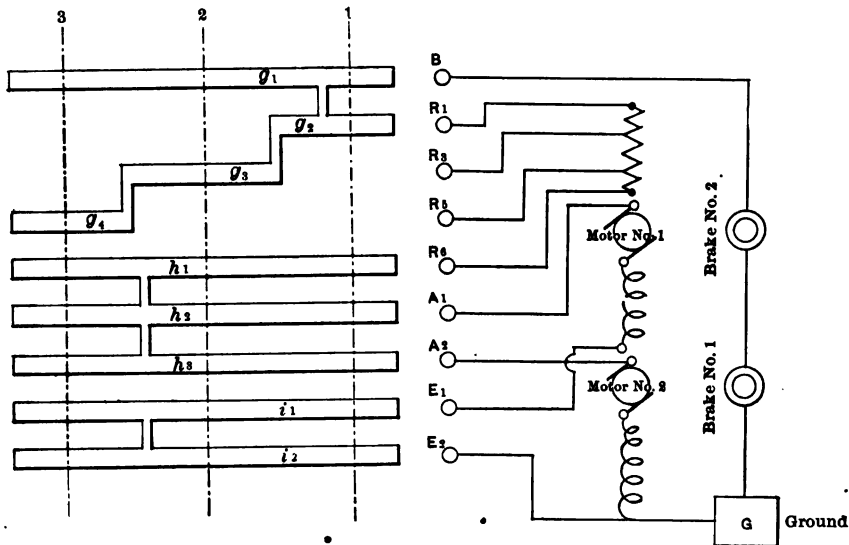 3 2 1
g1
g2
g3
g4
h1
h2
h3
i1
i2
B
R1
R3
R5
R6
A1
A2
E1
E2
Motor No. 1
Motor No. 2
Brake No. 2
Brake No. 1
G
Ground